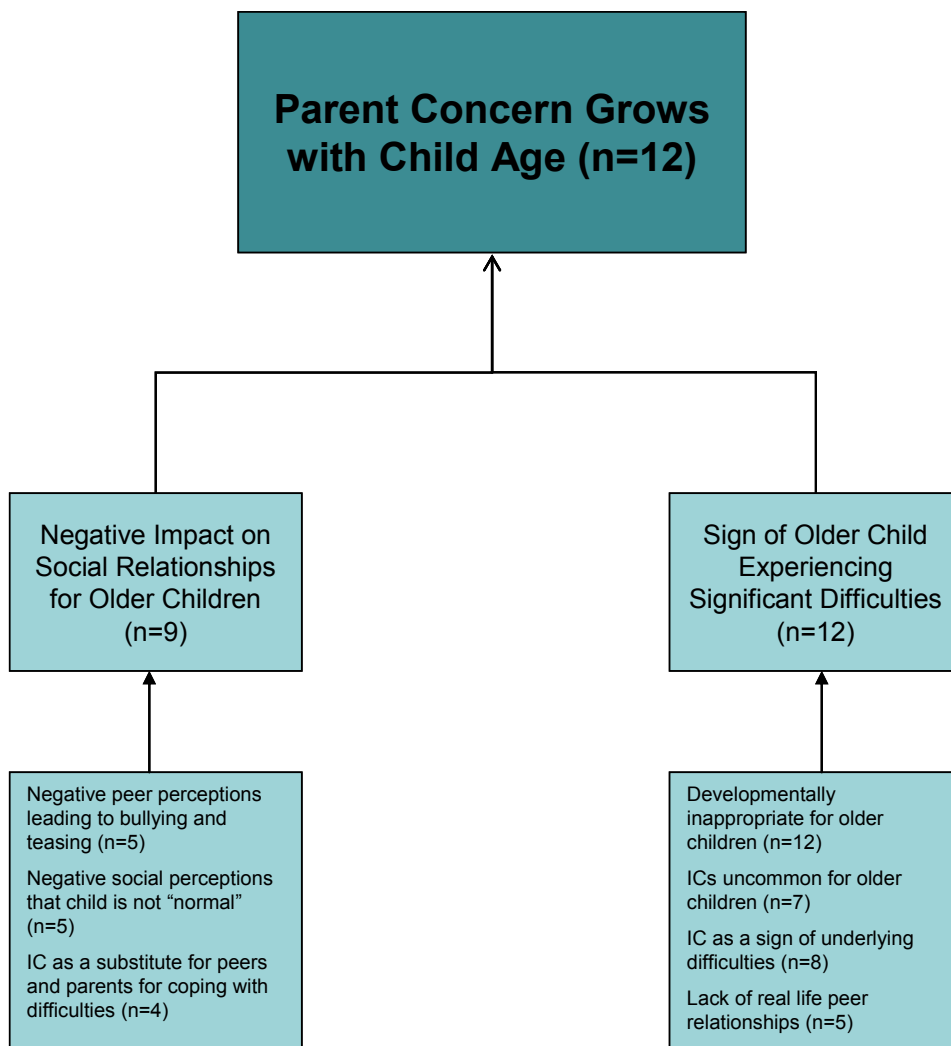 Parent Concern Grows
with Child Age (n=12)
Negative Impact on
Social Relationships
for Older Children
(n=9)
Sign of Older Child
Experiencing
Significant Difficulties
(n=12)
Negative peer perceptions
leading to bullying and
teasing (n=5)
Negative social perceptions
that child is not “normal”
(n=5)
IC as a substitute for peers
and parents for coping with
difficulties (n=4)
Developmentally
inappropriate for older
children (n=12)
ICs uncommon for older
children (n=7)
IC as a sign of underlying
difficulties (n=8)
Lack of real life peer
relationships (n=5)